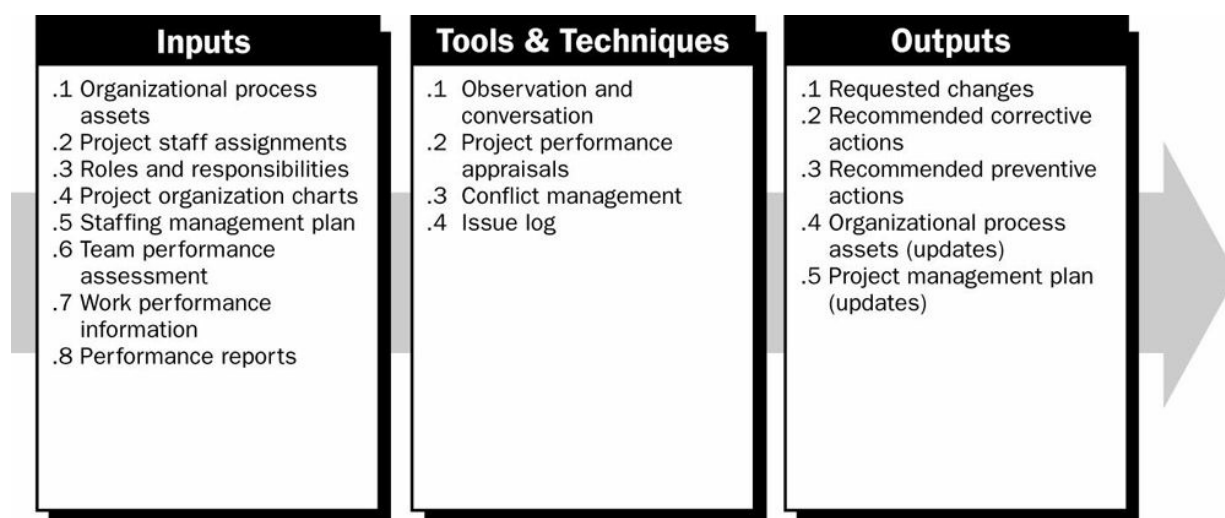 Inputs
.1 Organizational process
assets
.2 Project staff assignments
.3 Roles and responsibilities
.4 Project organization charts
.5 Staffing management plan
.6 Team performance
assessment
.7 Work performance
information
.8 Performance reports
Tools & Techniques
.1 Observation and
conversation
.2 Project performance
appraisals
.3 Conflict management
.4 Issue log
Outputs
.1 Requested changes
.2 Recommended corrective
actions
.3 Recommended preventive
actions
.4 Organizational process
assets (updates)
.5 Project management plan
(updates)